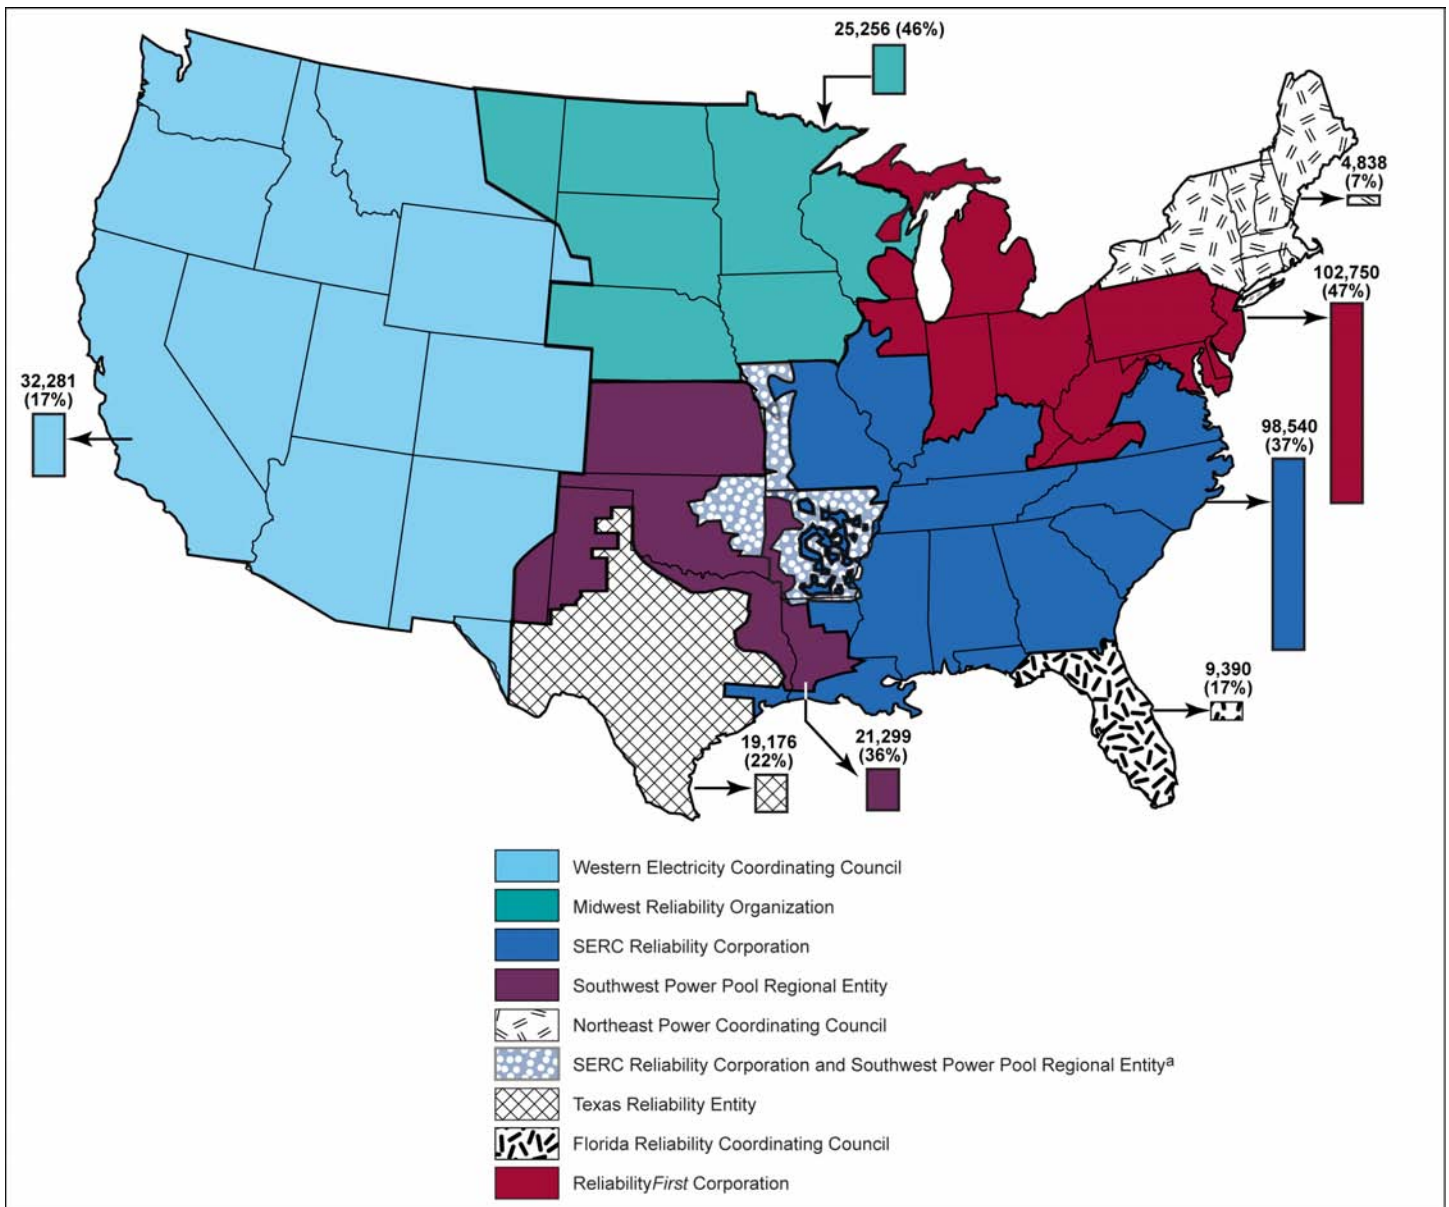 25,256 (46%)
4,838
(7%)
102,750
(47%)
32,281
(17%)
98,540
(37%)
9,390
(17%)
19,176
(22%)
21,299
(36%)
Western Electricity Coordinating Council
Midwest Reliability Organization
SERC Reliability Corporation
Southwest Power Pool Regional Entity
Northeast Power Coordinating Council
SERC Reliability Corporation and Southwest Power Pool Regional Entityª
Texas Reliability Entity
Florida Reliability Coordinating Council
ReliabilityFirst Corporation